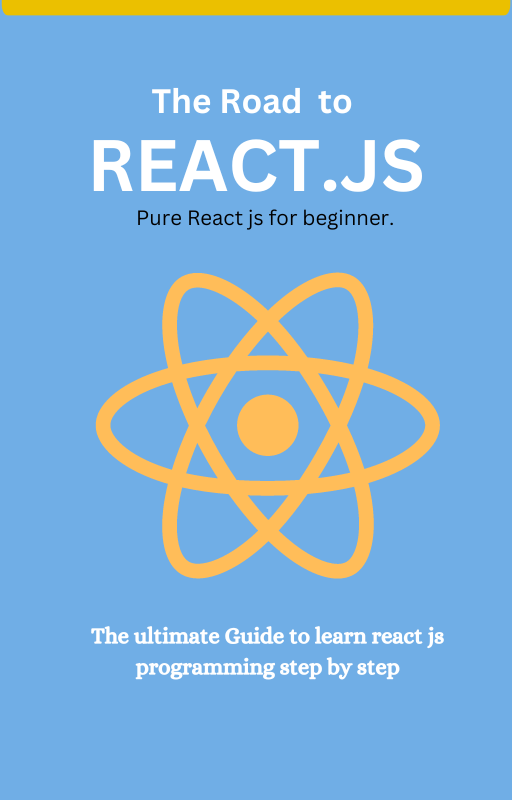 The Road to
REACT.JS
Pure React js for beginner.
The ultimate Guide to learn react js
programming step by step